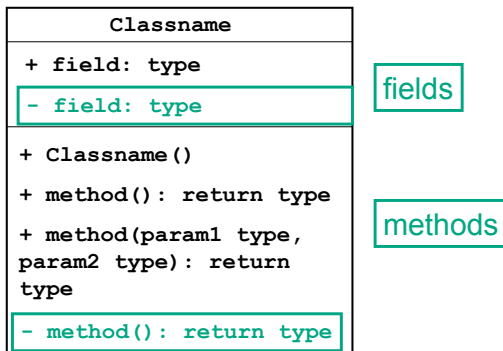 Classname
+ field: type
- field: type
fields
+ Classname()
+ method(): return type
+ method(param1 type,
param2 type): return
type
methods
- method(): return type